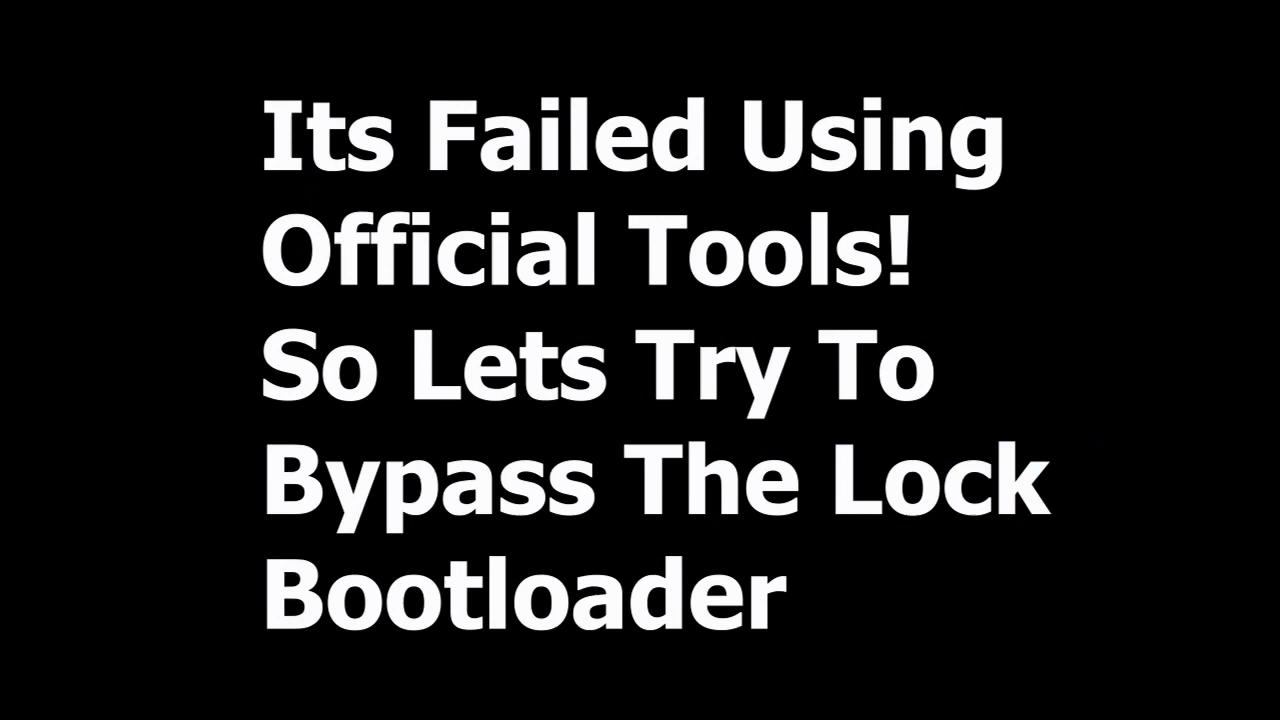 Its Failed Using
Official Tools!
So Lets Try To
Bypass The Lock
Bootloader